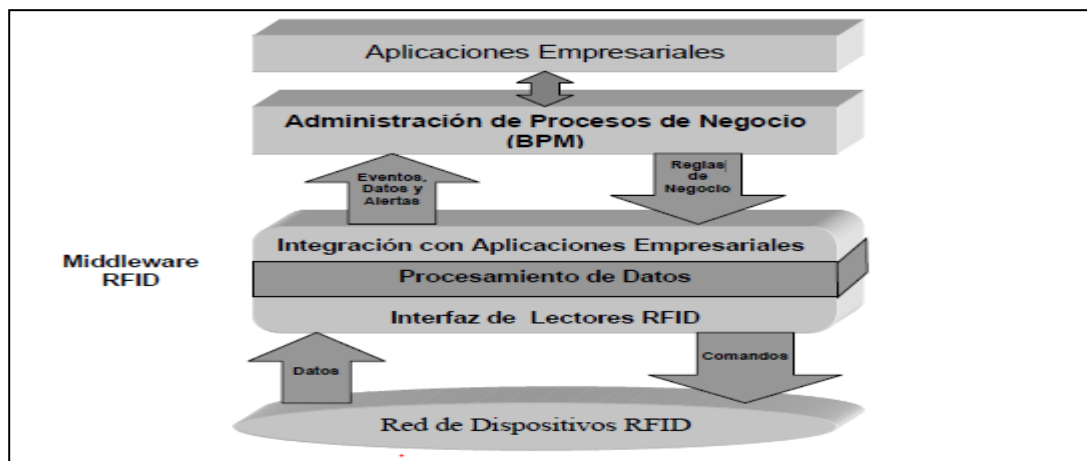 Aplicaciones Empresariales
Administración de Procesos de Negocio
(BPM)
Eventos,
Datos y
Alertas
Reglas
de
Negocio
Integración con Aplicaciones Empresariales
Middleware
RFID
Procesamiento de Datos
Interfaz de Lectores RFID
Datos
Comandos
Red de Dispositivos RFID